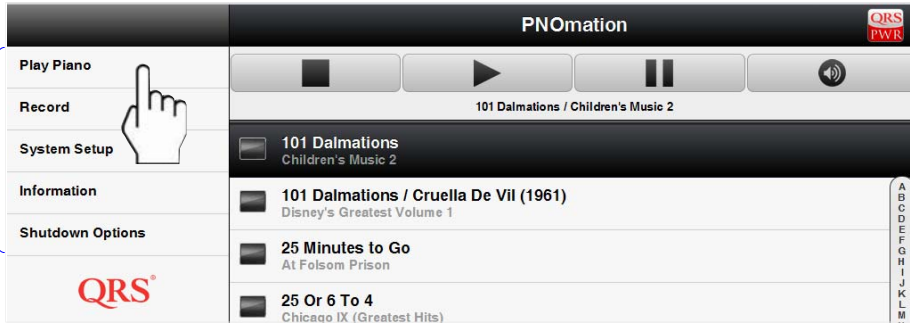 PNOmation
QRS
PWR
Play Piano
Record
System Setup
Information
Shutdown Options
QRS®
101 Dalmations / Children's Music 2
101 Dalmations
Children's Music 2
101 Dalmations / Cruella De Vil (1961)
Disney's Greatest Volume 1
25 Minutes to Go
At Folsom Prison
25 Or 6 To 4
Chicago IX (Greatest Hits)
A
B
C
D
E
F
G
H
I
J
K
L
M